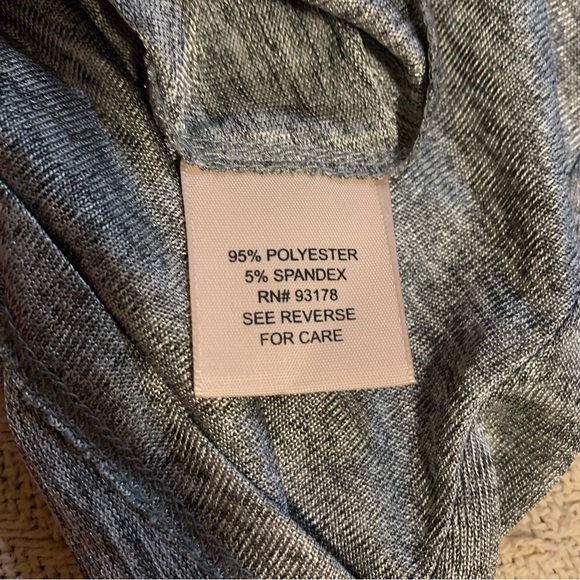 95% POLYESTER
5% SPANDEX
RN# 93178
SEE REVERSE
FOR CARE